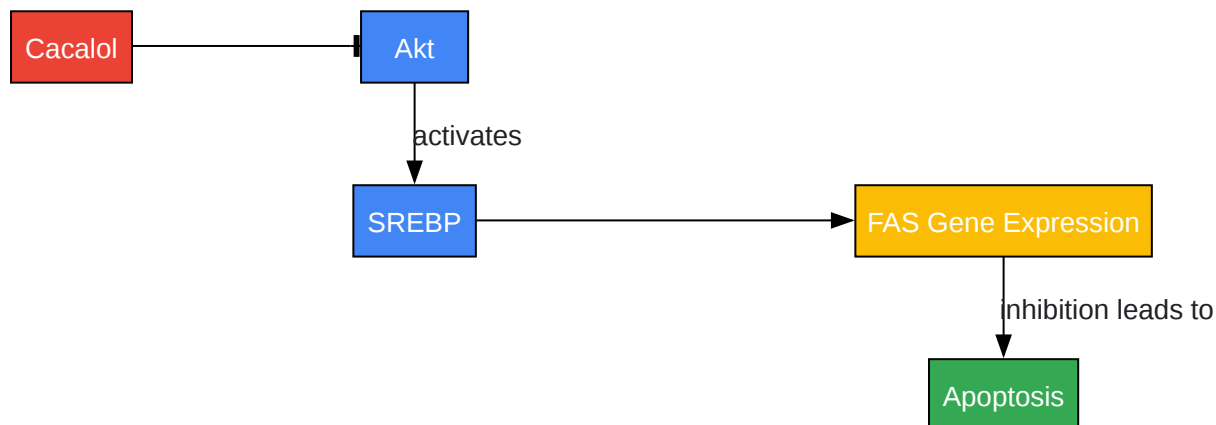 Cacalol
Akt
activates
SREBP
FAS Gene Expression
inhibition leads to
Apoptosis